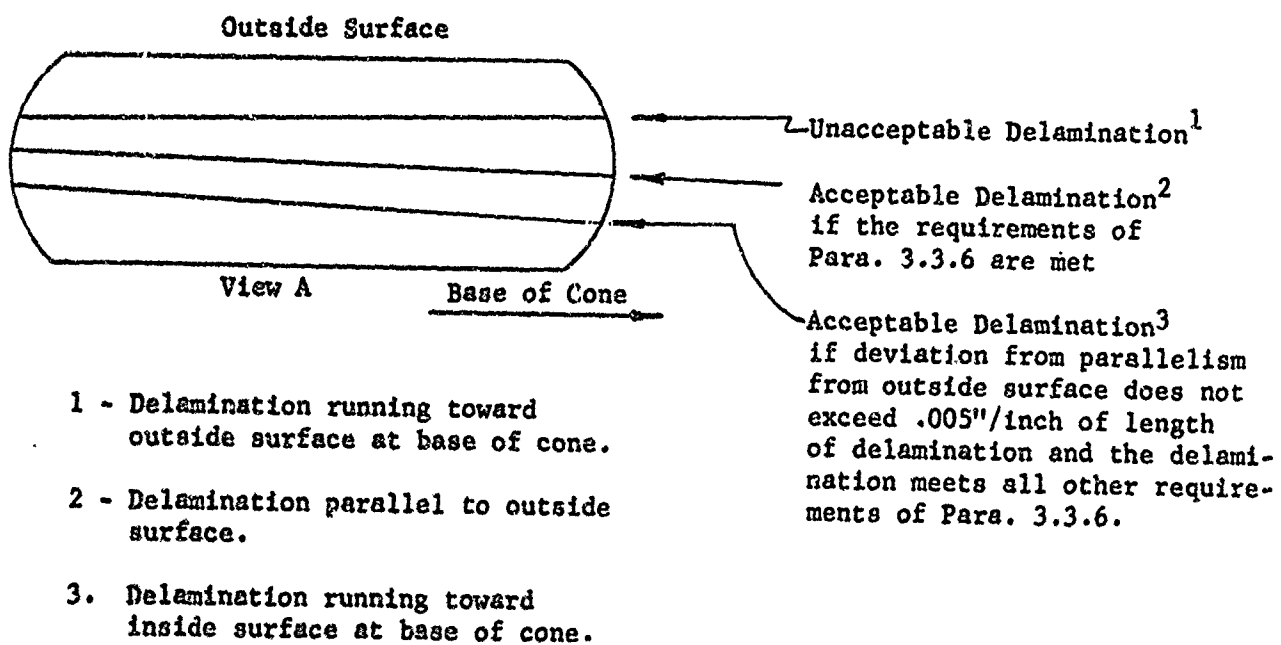 Outside Surface
Unacceptable Delamination1
Acceptable Delamination2
if the requirements of
Para. 3.3.6 are met
View A
Base of Cone
Acceptable Delamination3
if deviation from parallelism
from outside surface does not
exceed .005"/inch of length
of delamination and the delami-
nation meets all other require-
ments of Para. 3.3.6.
1 - Delamination running toward
outside surface at base of cone.
2 - Delamination parallel to outside
surface.
3. Delamination running toward
inside surface at base of cone.